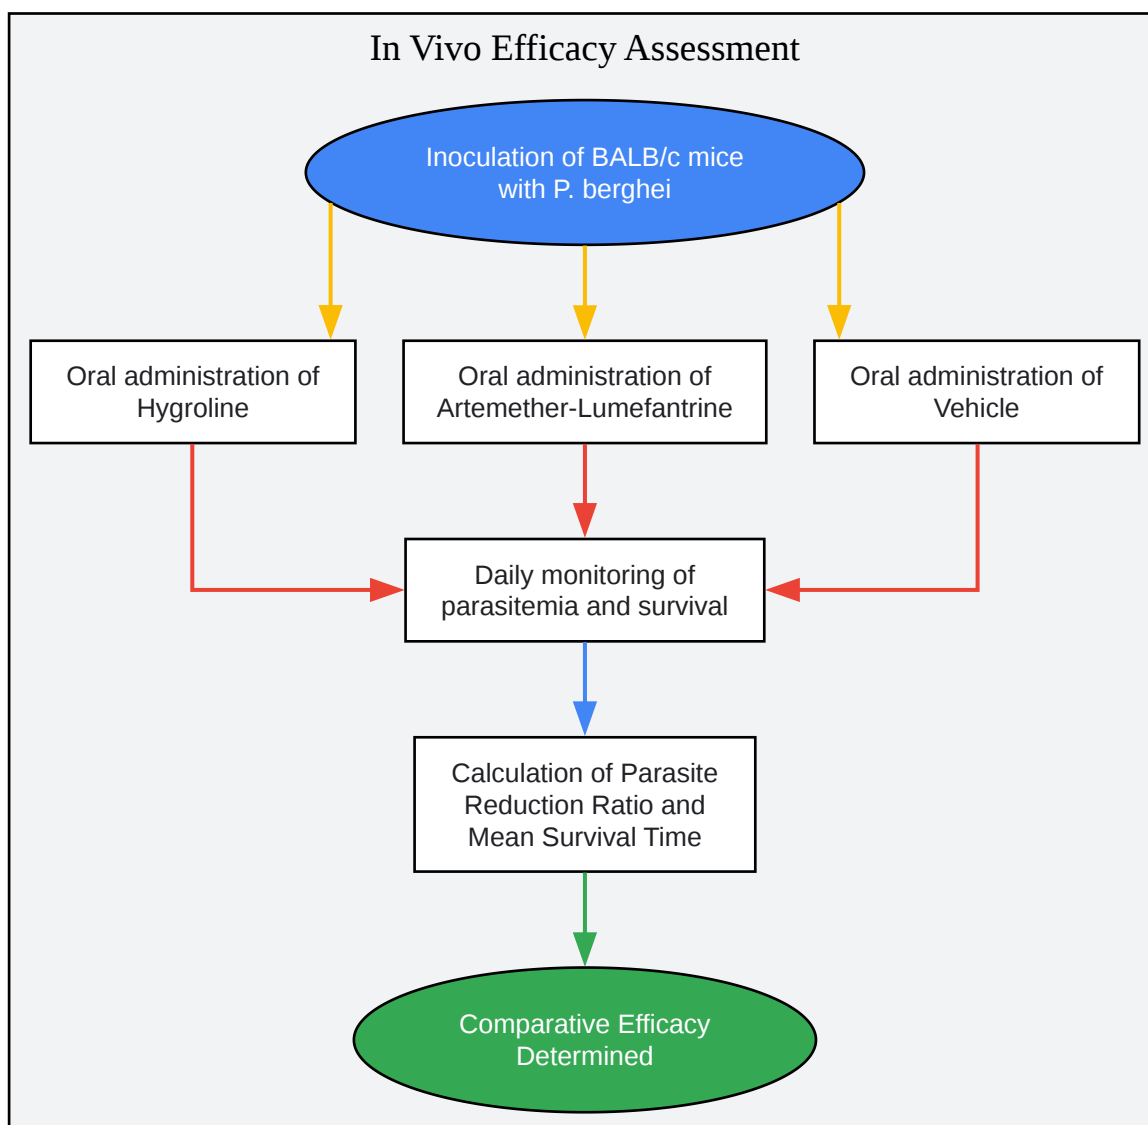 In Vivo Efficacy Assessment
Inoculation of BALB/c mice
with P. berghei
Oral administration of
Hygroline
Oral administration of
Artemether-Lumefantrine
Oral administration of
Vehicle
Daily monitoring of
parasitemia and survival
Calculation of Parasite
Reduction Ratio and
Mean Survival Time
Comparative Efficacy
Determined